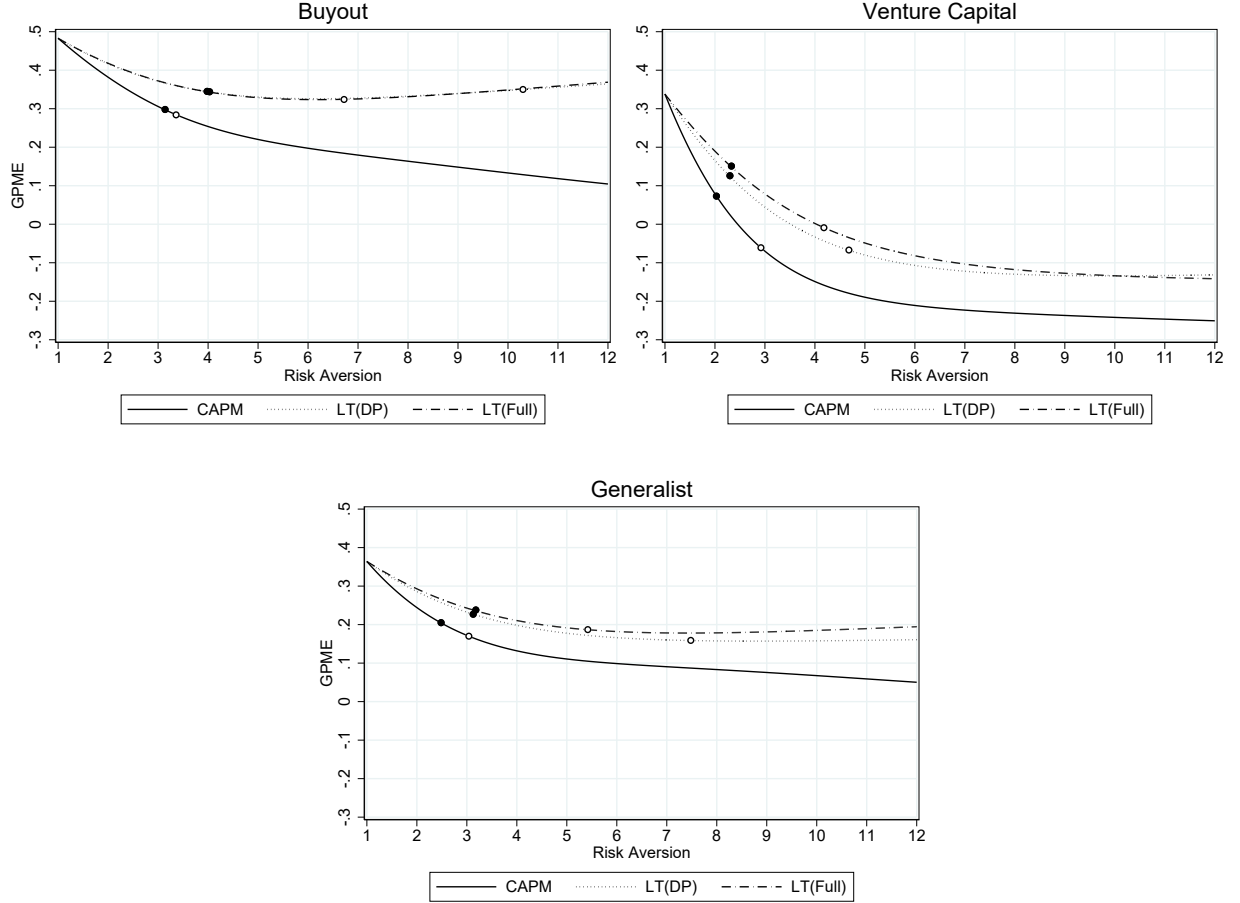 Buyout
GPME
.5
.4
.3
.2
.1
0
-.1
-.2
-.3
1 2 3 4 5 6 7 8 9 10 11 12
Risk Aversion
CAPM LT(DP) LT(Full)
Venture Capital
.5
.4
.3
.2
.1
0
-.1
-.2
-.3
1 2 3 4 5 6 7 8 9 10 11 12
Risk Aversion
CAPM LT(DP) LT(Full)
Generalist
GPME
.5
.4
.3
.2
.1
0
-.1
-.2
-.3
1 2 3 4 5 6 7 8 9 10 11 12
Risk Aversion
CAPM LT(DP) LT(Full)